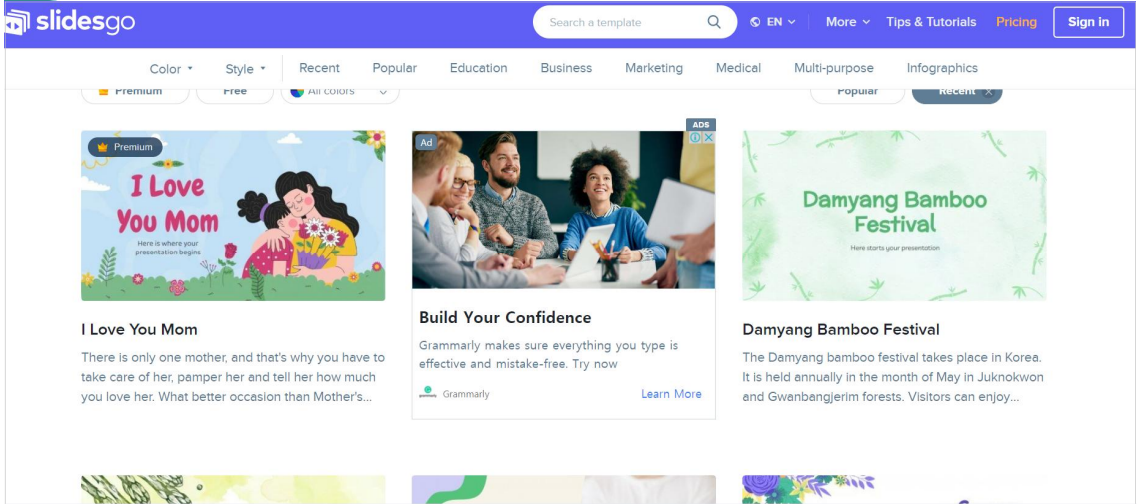 slidesgo
Search a template
EN
More
Tips & Tutorials
Pricing
Sign in
Color
Style
Recent
Popular
Education
Business
Marketing
Medical
Multi-purpose
Infographics
Premium
Free
All colors
Popular
Recent
Premium
I Love
You Mom
Here is where your
presentation begins
I Love You Mom
There is only one mother, and that's why you have to
take care of her, pamper her and tell her how much
you love her. What better occasion than Mother's...
ADS
Ad
Build Your Confidence
Grammarly makes sure everything you type is
effective and mistake-free. Try now
Grammarly
Learn More
Damyang Bamboo
Festival
Here starts your presentation
Damyang Bamboo Festival
The Damyang bamboo festival takes place in Korea.
It is held annually in the month of May in Juknokwon
and Gwanbangjerim forests. Visitors can enjoy...